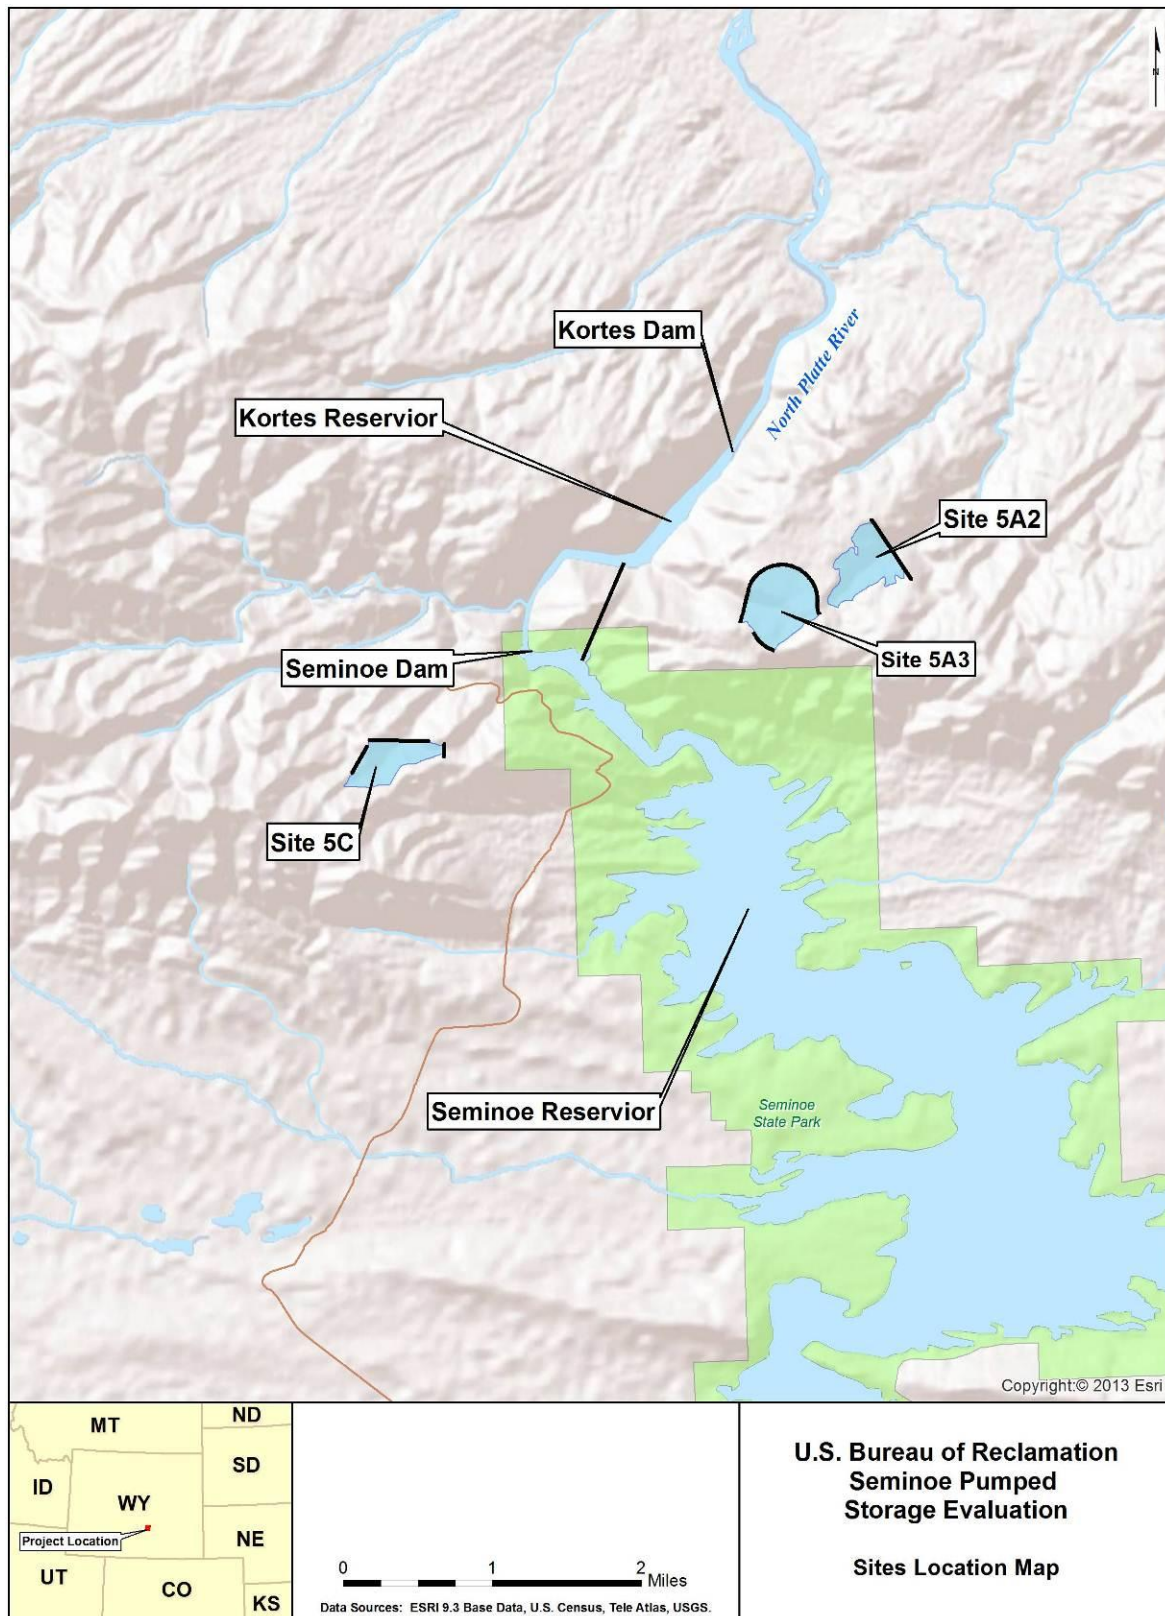 N
Kortes Dam
North Platte River
Kortes Reservior
Site 5A2
Site 5A3
Seminoe Dam
Site 5C
Seminoe Reservior
Seminoe
State Park
Copyright:© 2013 Esri
MT
ND
SD
ID
WY
Project Location
NE
UT
CO
KS
0 1 2
Miles
Data Sources: ESRI 9.3 Base Data, U.S. Census, Tele Atlas, USGS.
U.S. Bureau of Reclamation
Seminoe Pumped
Storage Evaluation
Sites Location Map